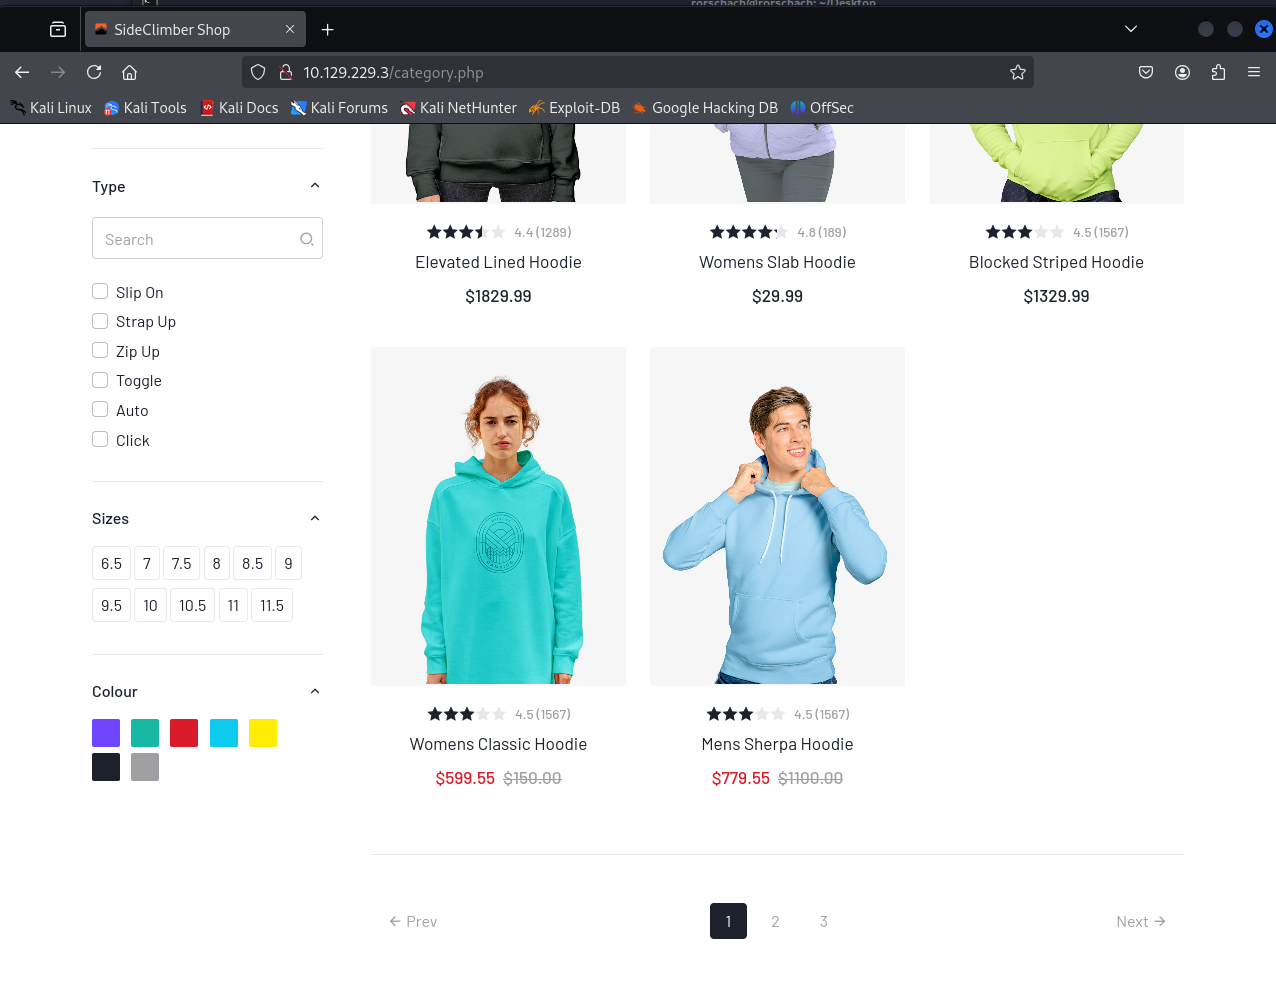 rorschach@rorschach: ~/Desktop
SideClimber Shop
10.129.229.3/category.php
Kali Linux Kali Tools Kali Docs Kali Forums Kali NetHunter Exploit-DB Google Hacking DB OffSec
Type
Search
Slip On
Strap Up
Zip Up
Toggle
Auto
Click
Sizes
6.5 7 7.5 8 8.5 9
9.5 10 10.5 11 11.5
Colour
4.4 (1289) 4.8 (189) 4.5 (1567)
Elevated Lined Hoodie Womens Slab Hoodie Blocked Striped Hoodie
$1829.99 $29.99 $1329.99
4.5 (1567) 4.5 (1567)
Womens Classic Hoodie Mens Sherpa Hoodie
$599.55 $150.00 $779.55 $1100.00
← Prev 1 2 3 Next →